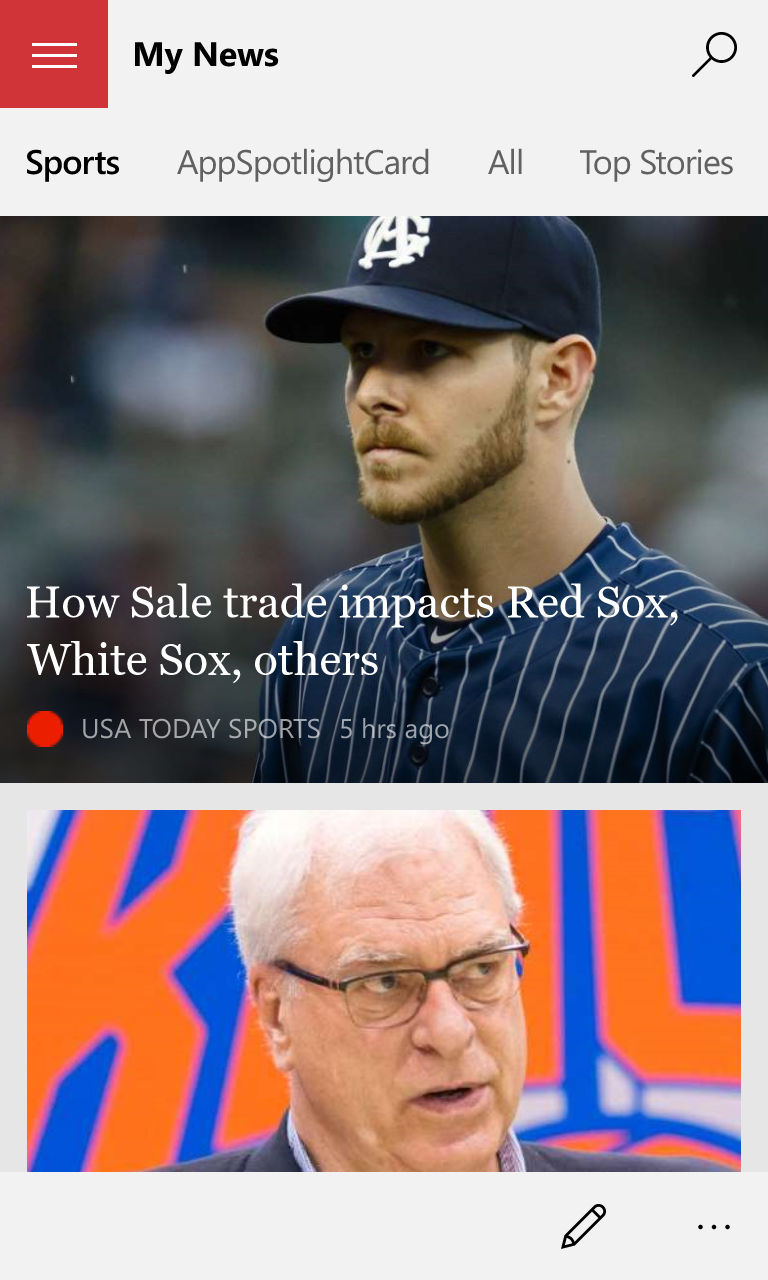 My News
Sports AppSpotlightCard All Top Stories
How Sale trade impacts Red Sox,
White Sox, others
USA TODAY SPORTS 5 hrs ago